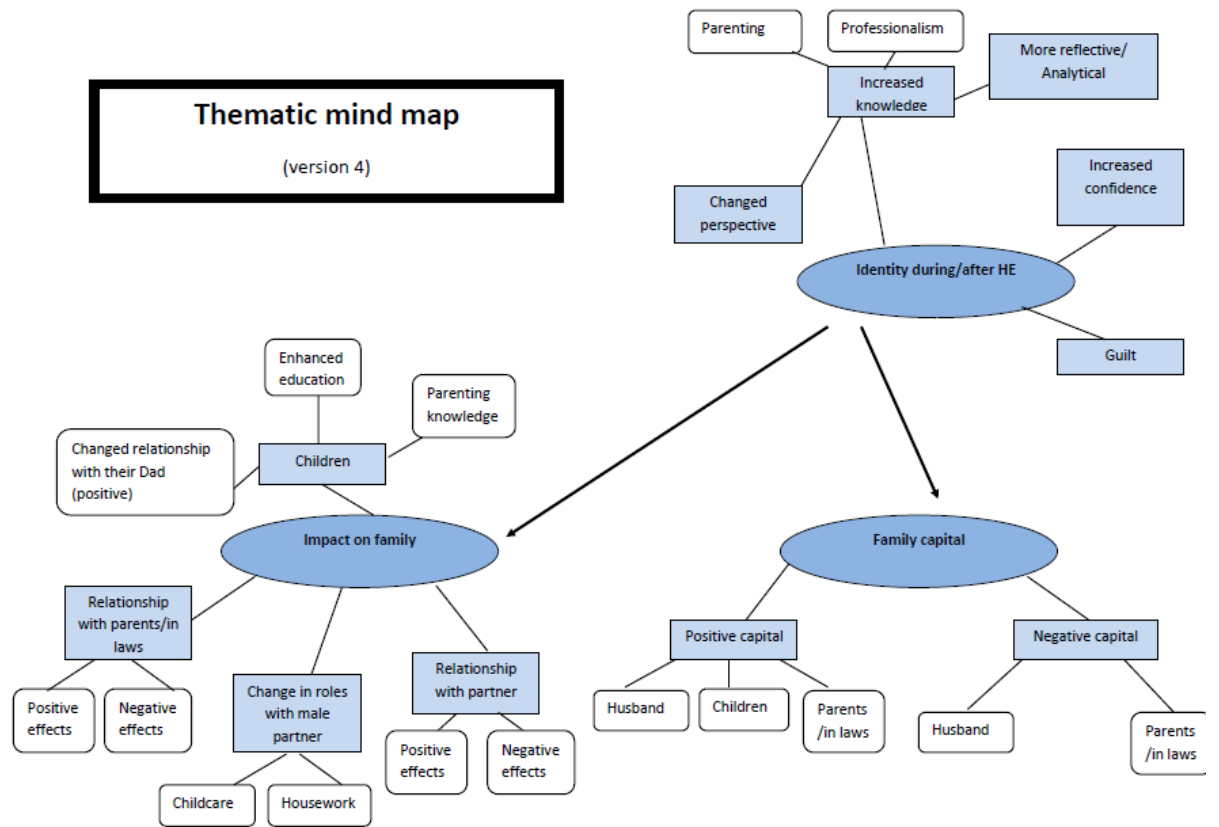 Parenting
Professionalism
More reflective/
Analytical
Thematic mind map
(version 4)
Increased
knowledge
Increased
confidence
Changed
perspective
Identity during/after HE
Guilt
Enhanced
education
Parenting
knowledge
Changed relationship
with their Dad
(positive)
Children
Impact on family
Family capital
Relationship
with parents/in
laws
Positive capital
Negative capital
Relationship
with partner
Change in roles
with male
partner
Positive
effects
Negative
effects
Husband
Children
Parents
/in laws
Husband
Parents
/in laws
Positive
effects
Negative
effects
Childcare
Housework